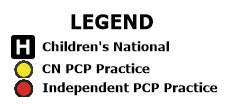 LEGEND
H Children's National
CN PCP Practice
Independent PCP Practice